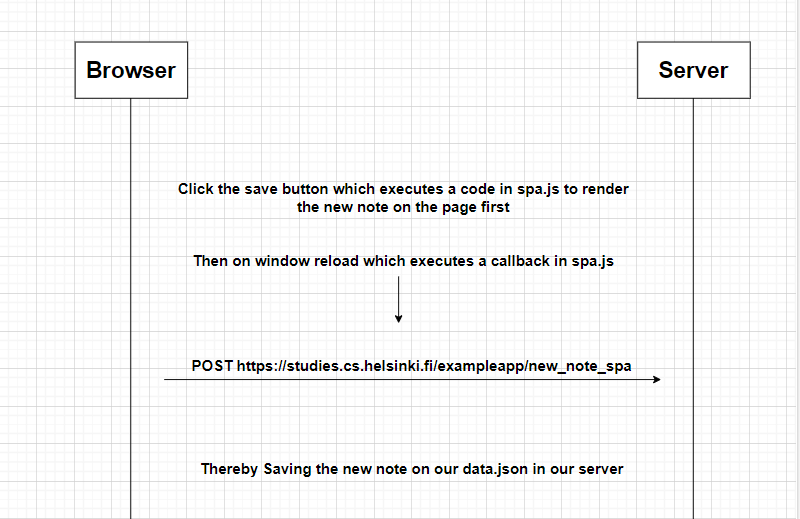 Browser
Server
Click the save button which executes a code in spa.js to render
the new note on the page first
Then on window reload which executes a callback in spa.js
POST https://studies.cs.helsinki.fi/exampleapp/new_note_spa
Thereby Saving the new note on our data.json in our server